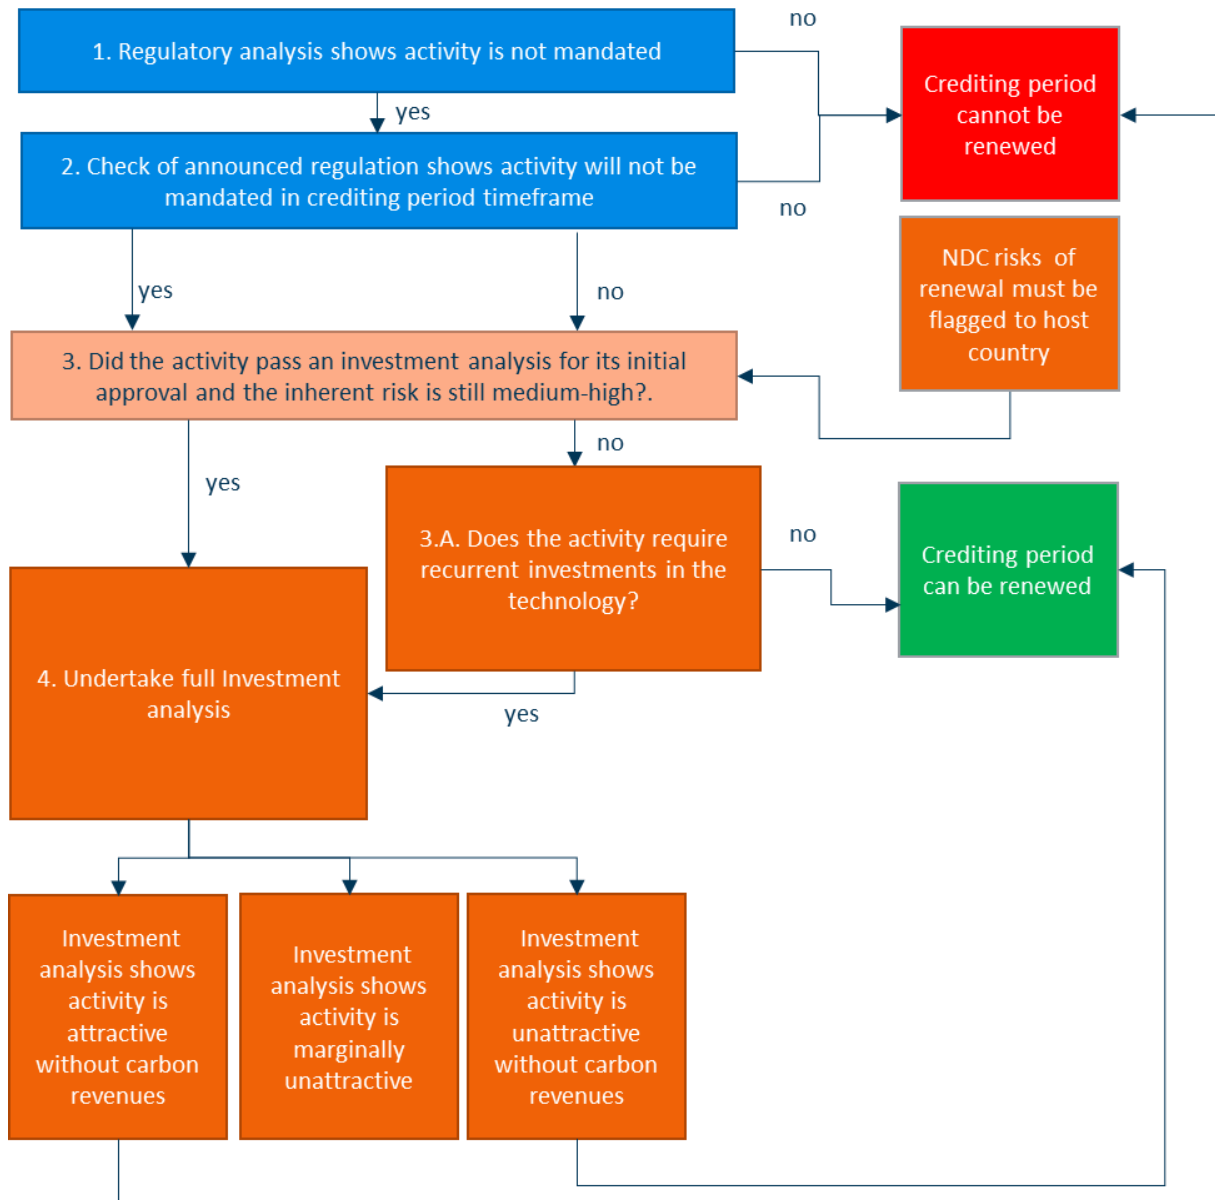 no
1. Regulatory analysis shows activity is not mandated
Crediting period
cannot be
renewed
yes
2. Check of announced regulation shows activity will not be
mandated in crediting period timeframe
no
NDC risks of
renewal must be
flagged to host
country
yes
no
3. Did the activity pass an investment analysis for its initial
approval and the inherent risk is still medium-high?.
no
yes
3.A. Does the activity require
recurrent investments in the
technology?
no
Crediting period
can be renewed
4. Undertake full Investment
analysis
yes
Investment
analysis shows
activity is
attractive
without carbon
revenues
Investment
analysis shows
activity is
marginally
unattractive
Investment
analysis shows
activity is
unattractive
without carbon
revenues